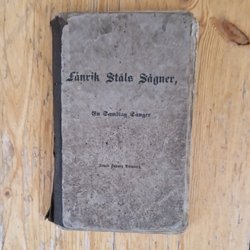 Fänrik Ståls Sägner,
En Samling Sånger